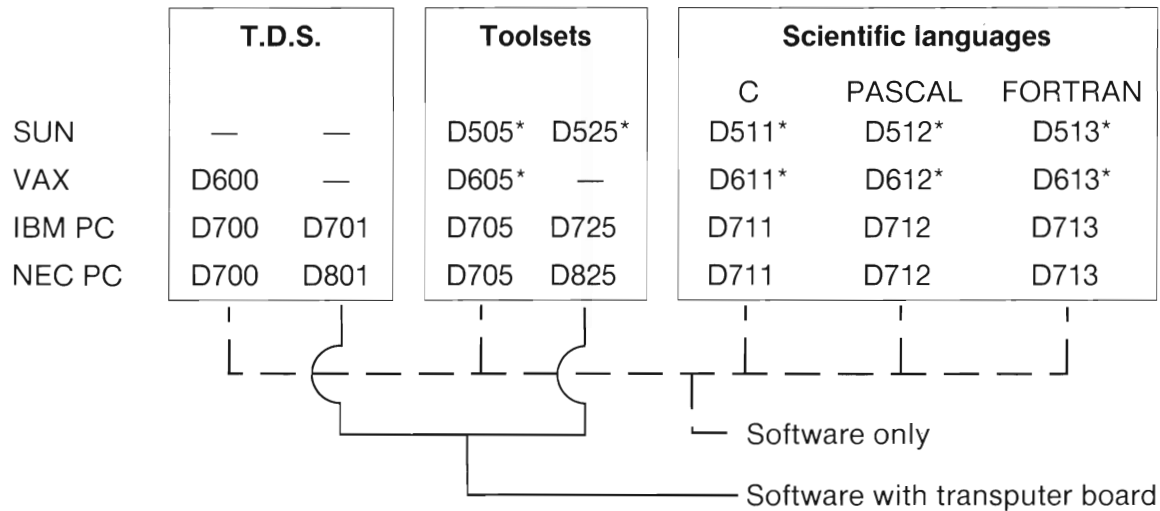 T.D.S. Toolsets Scientific languages
C PASCAL FORTRAN
SUN — — D505* D525* D511* D512* D513*
VAX D600 — D605* — D611* D612* D613*
IBM PC D700 D701 D705 D725 D711 D712 D713
NEC PC D700 D801 D705 D825 D711 D712 D713
Software only
Software with transputer board